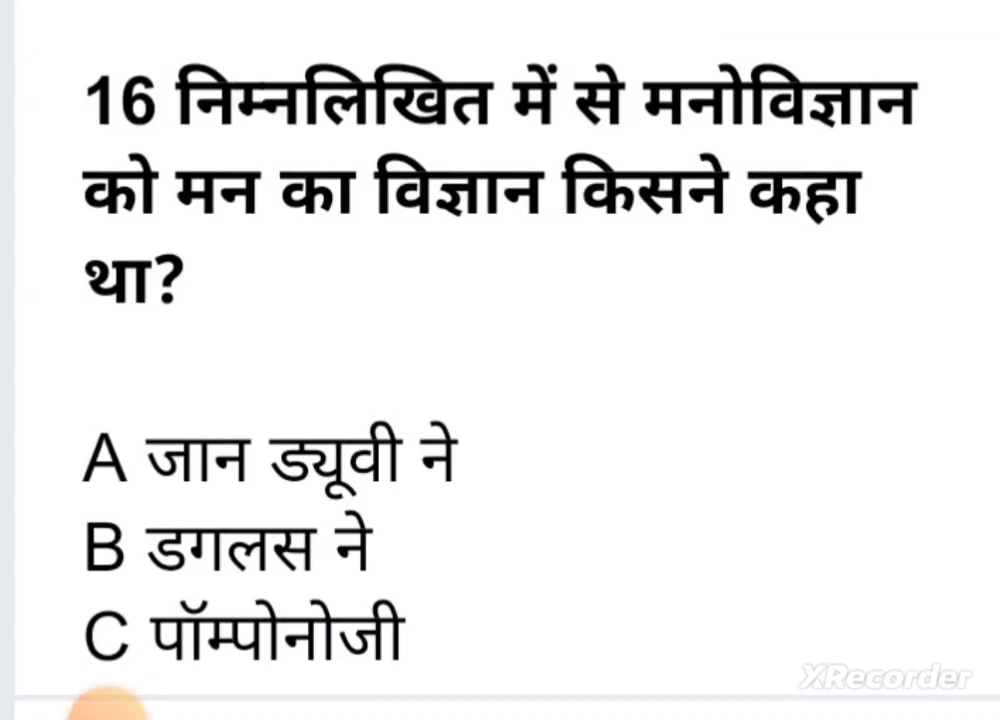 16 निम्नलिखित में से मनोविज्ञान
को मन का विज्ञान किसने कहा
था?
A जान ड्यूवी ने
B डगलस ने
C पॉम्पोनोजी
XRecorder